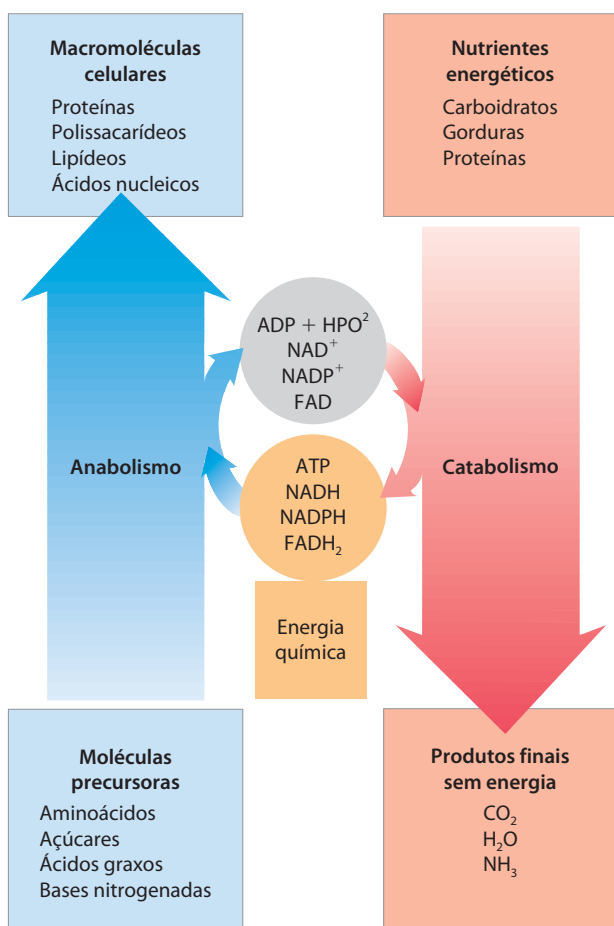 Macromoléculas
celulares
Proteínas
Polissacarídeos
Lipídeos
Ácidos nucleicos
Nutrientes
energéticos
Carboidratos
Gorduras
Proteínas
ADP + HPO²
NAD⁺
NADP⁺
FAD
Anabolismo
ATP
NADH
NADPH
FADH₂
Catabolismo
Energia
química
Moléculas
precursoras
Aminoácidos
Açúcares
Ácidos graxos
Bases nitrogenadas
Produtos finais
sem energia
CO₂
H₂O
NH₃